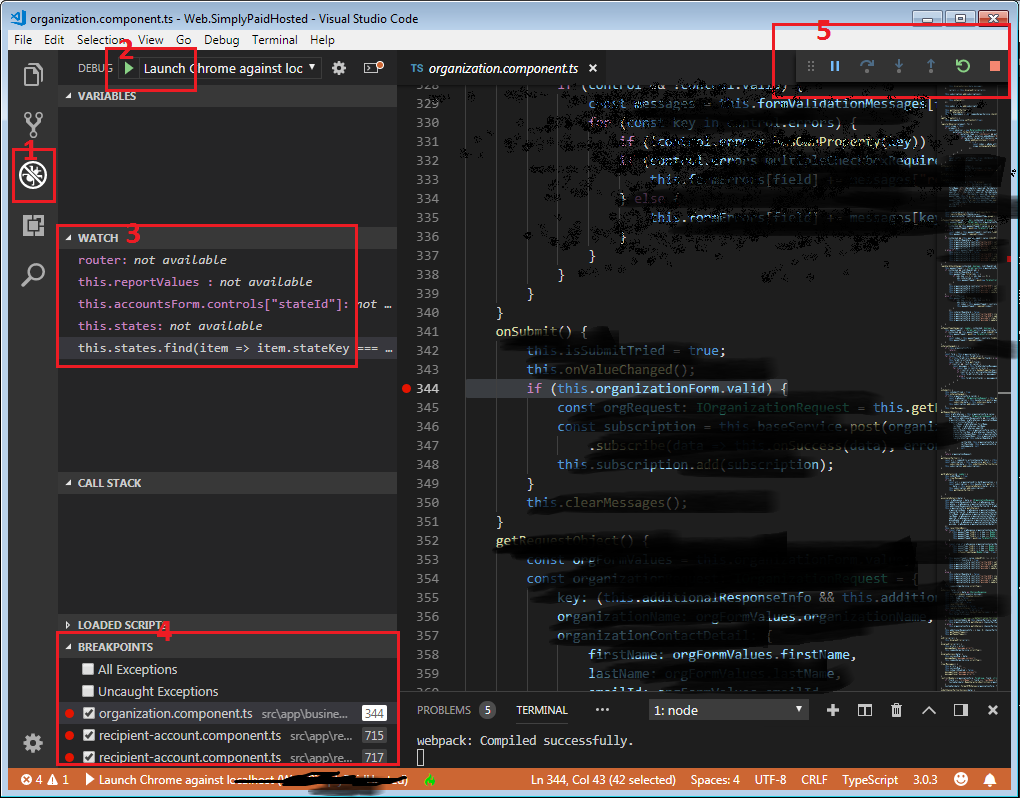 organization.component.ts - Web.SimplyPaidHosted - Visual Studio Code
File Edit Selection View Go Debug Terminal Help
2
5
DEBUG Launch Chrome against loc
TS organization.component.ts
VARIABLES
1
WATCH 3
router: not available
this.reportValues : not available
this.accountsForm.controls["stateId"]: not …
this.states: not available
this.states.find(item => item.stateKey === …
CALL STACK
LOADED SCRIPTS
4
BREAKPOINTS
All Exceptions
Uncaught Exceptions
organization.component.ts src\app\busine... 344
recipient-account.component.ts src\app\re... 715
recipient-account.component.ts src\app\re... 717
328 if (control && !control.valid) {
329 const messages = this.formValidationMessages[
330 for (const key in control.errors) {
331 if (!control.errors.hasOwnProperty(key))
332 if (control.errors
333 this. [field] += messages[
334 } else {
335 this. [field] += messages[key
336 }
337 }
338 }
339 }
340 }
341 onSubmit() {
342 this.isSubmitTried = true;
343 this.onValueChanged();
344 if (this.organizationForm.valid) {
345 const orgRequest: IOrganizationRequest = this.get
346 const subscription = this.baseService.post(organi
347 .subscribe(data onSuccess(data), erro
348 this.subscription.add(subscription);
349 }
350 this.clearMessages();
351 }
352 getRequestObject() {
353 const orgFormValues =
354 const organization Request = {
355 key: (this.additionalResponseInfo && this.addition
356 organizationName: orgFormValues.organizationName,
357 organizationContactDetail {
358 firstName: orgFormValues.firstName,
359 lastName: orgFormValues.lastName,
360 emailId: orgFormValues.emailId
PROBLEMS 5 TERMINAL ... 1: node
webpack: Compiled successfully.
4 1 Launch Chrome against localhost Ln 344, Col 43 (42 selected) Spaces: 4 UTF-8 CRLF TypeScript 3.0.3